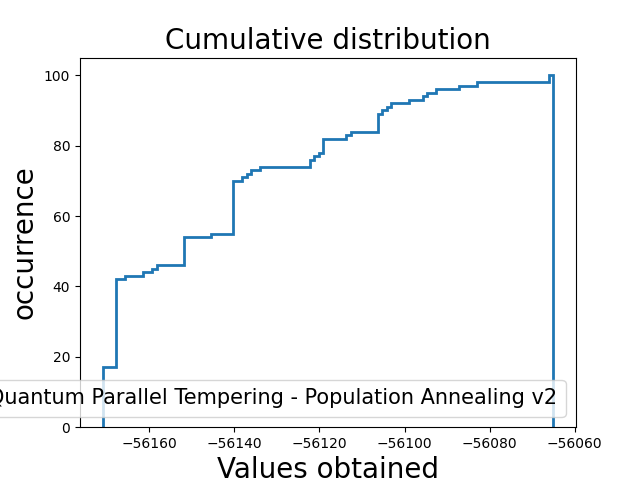 Cumulative distribution
100
80
60
40
20
0
occurrence
Quantum Parallel Tempering - Population Annealing v2
−56160 −56140 −56120 −56100 −56080 −56060
Values obtained